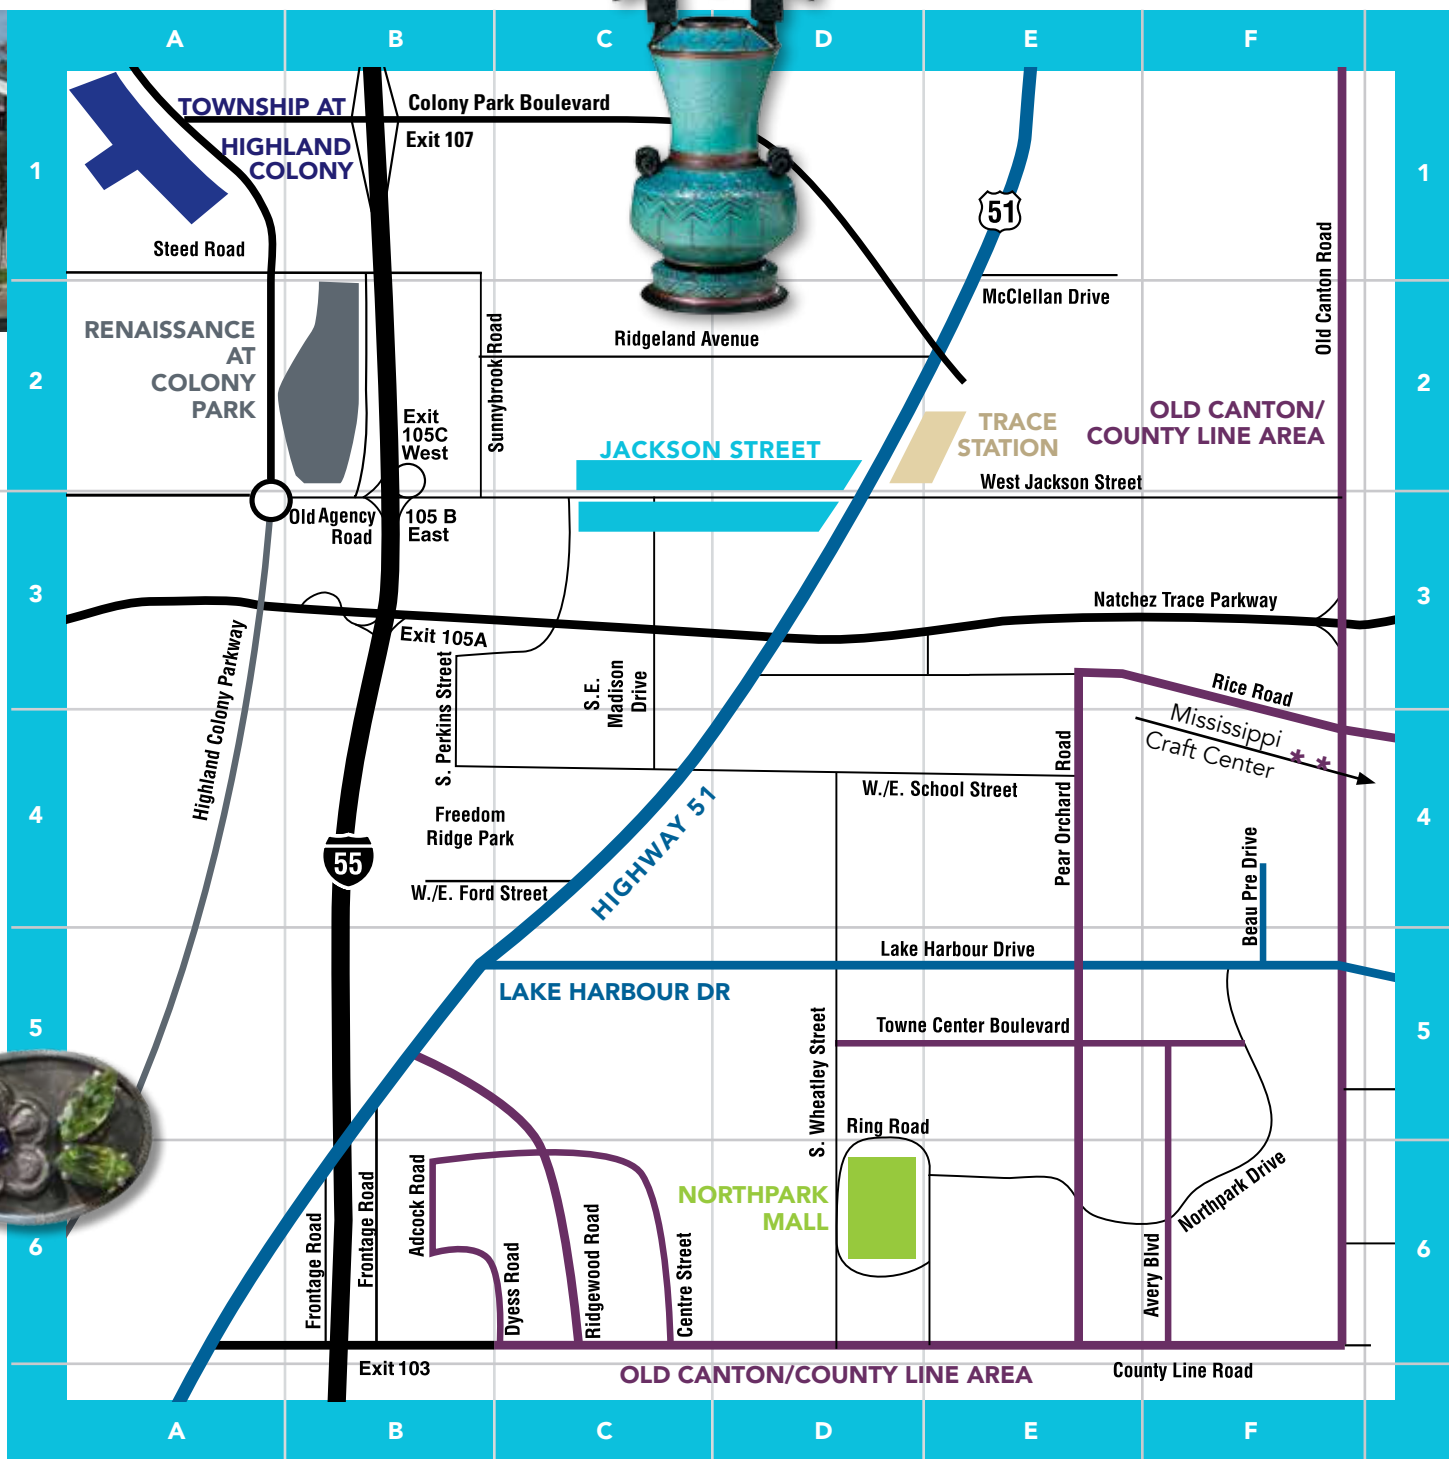 A
B
C
D
E
F
TOWNSHIP AT
HIGHLAND
COLONY
Colony Park Boulevard
Exit 107
1
1
51
Steed Road
McClellan Drive
Old Canton Road
RENAISSANCE
AT
COLONY
PARK
Sunnybrook Road
Ridgeland Avenue
2
2
Exit
105C
West
JACKSON STREET
TRACE
STATION
OLD CANTON/
COUNTY LINE AREA
West Jackson Street
Old Agency
Road
105 B
East
3
3
Natchez Trace Parkway
Exit 105A
Highland Colony Parkway
S. Perkins Street
S.E.
Madison
Drive
Rice Road
Mississippi
Craft Center
* *
Pear Orchard Road
W./E. School Street
4
4
Freedom
Ridge Park
55
HIGHWAY 51
W./E. Ford Street
Beau Pre Drive
Lake Harbour Drive
LAKE HARBOUR DR
5
5
S. Wheatley Street
Towne Center Boulevard
Ring Road
NORTHPARK
MALL
Northpark Drive
6
6
Frontage Road
Frontage Road
Adcock Road
Dyess Road
Ridgewood Road
Centre Street
Avery Blvd
Exit 103
OLD CANTON/COUNTY LINE AREA
County Line Road
A
B
C
D
E
F